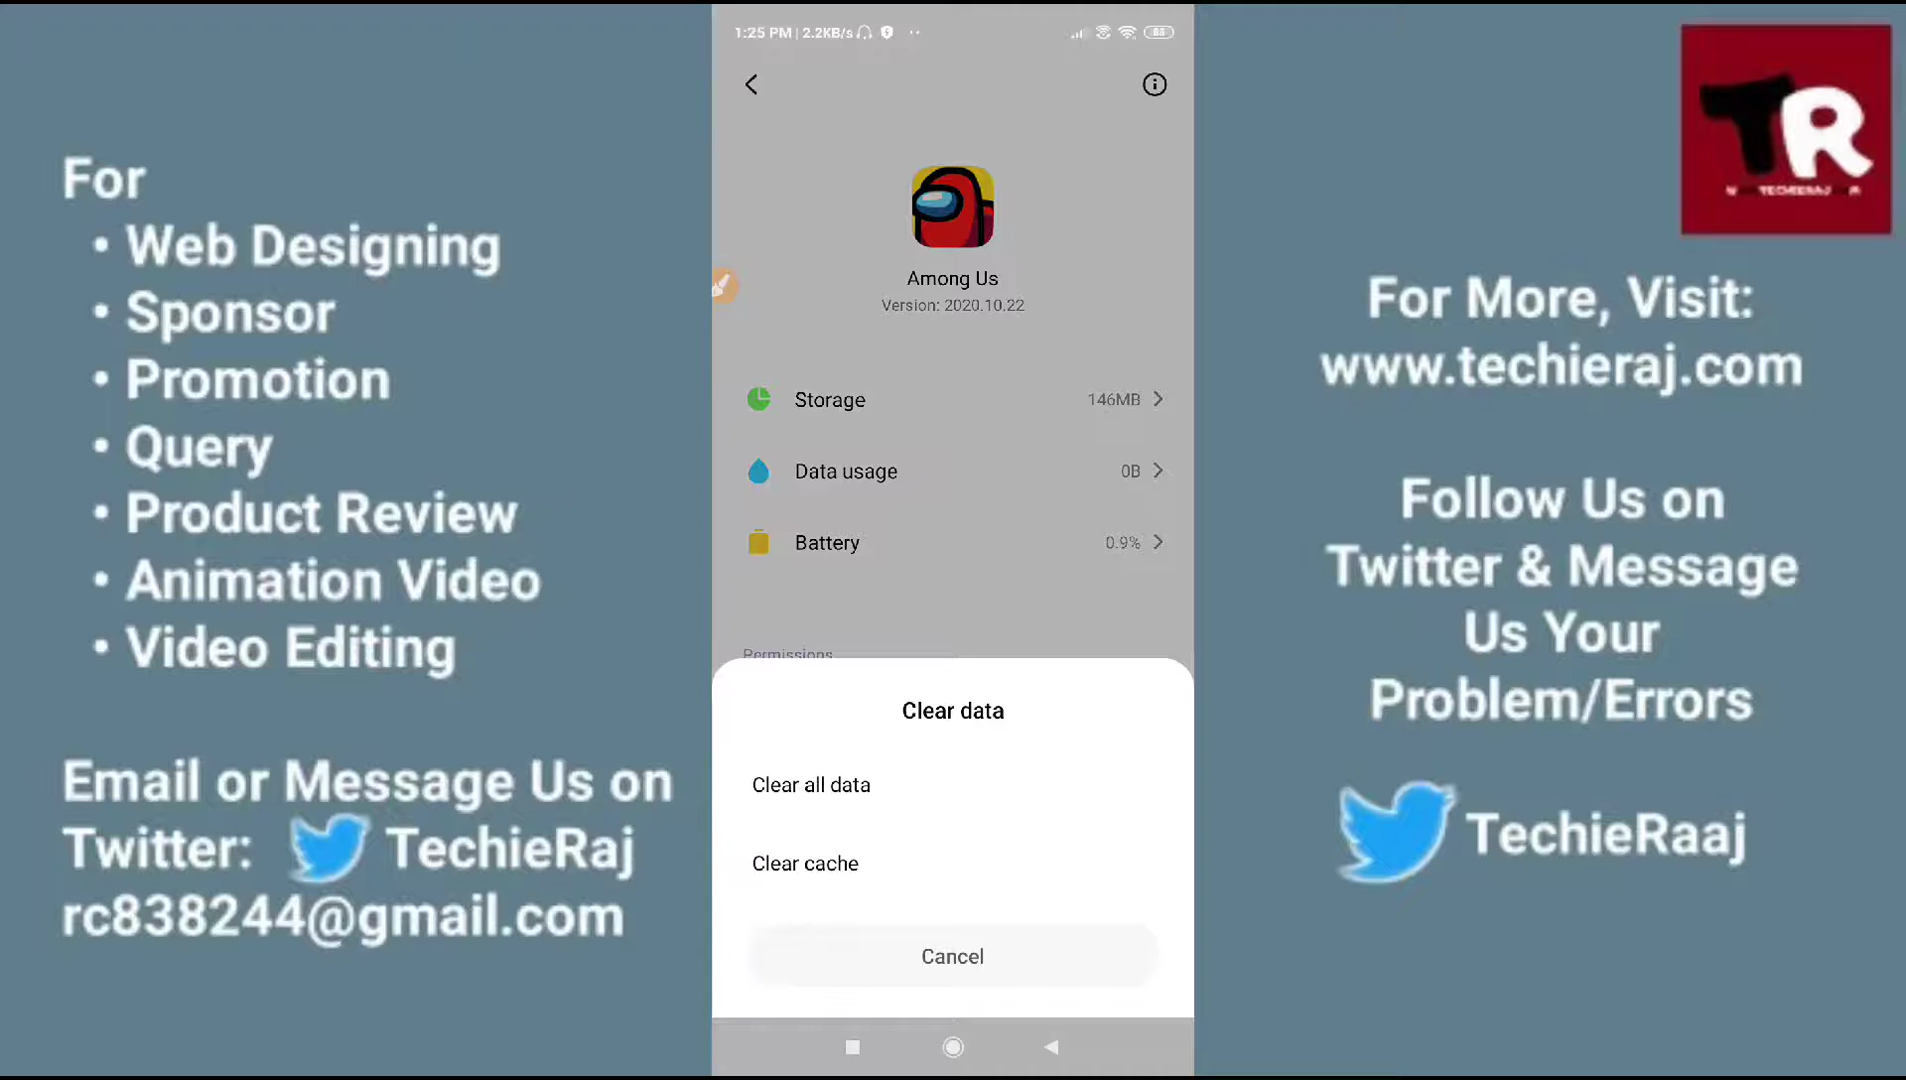 For
• Web Designing
• Sponsor
• Promotion
• Query
• Product Review
• Animation Video
• Video Editing
Email or Message Us on
Twitter: TechieRaj
rc838244@gmail.com
1:25 PM | 2.2KB/s
88
Among Us
Version: 2020.10.22
Storage 146MB
Data usage 0B
Battery 0.9%
Permissions
Clear data
Clear all data
Clear cache
Cancel
TR
For More, Visit:
www.techieraj.com
Follow Us on
Twitter & Message
Us Your
Problem/Errors
TechieRaaj